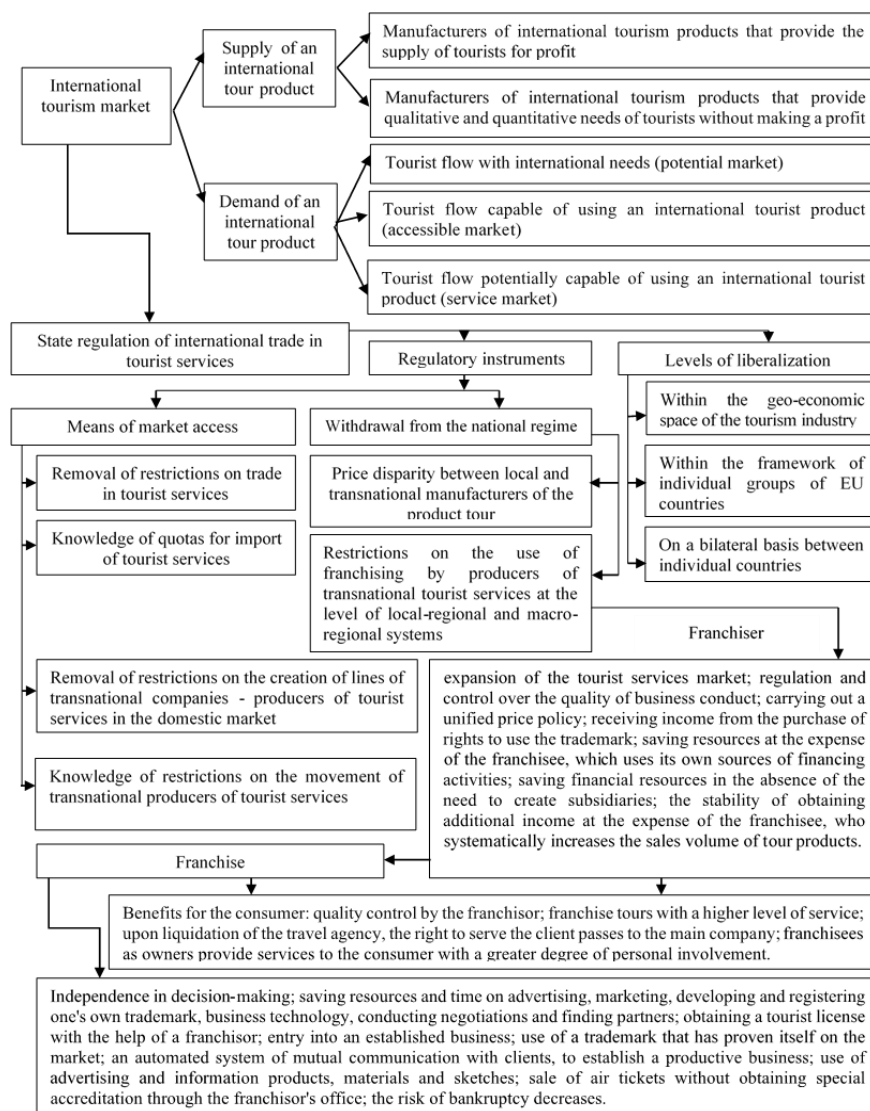 Supply of an
international
tour product
Manufacturers of international tourism products that provide the
supply of tourists for profit
International
tourism market
Manufacturers of international tourism products that provide
qualitative and quantitative needs of tourists without making a profit
Demand of an
international
tour product
Tourist flow with international needs (potential market)
Tourist flow capable of using an international tourist product
(accessible market)
Tourist flow potentially capable of using an international tourist
product (service market)
State regulation of international trade in
tourist services
Regulatory instruments
Levels of liberalization
Means of market access
Withdrawal from the national regime
Within the geo-economic
space of the tourism industry
Removal of restrictions on trade
in tourist services
Price disparity between local and
transnational manufacturers of the
product tour
Within the framework of
individual groups of EU
countries
Knowledge of quotas for import
of tourist services
Restrictions on the use of
franchising by producers of
transnational tourist services at the
level of local-regional and macro-
regional systems
On a bilateral basis between
individual countries
Franchiser
Removal of restrictions on the creation of lines of
transnational companies - producers of tourist
services in the domestic market
expansion of the tourist services market; regulation and
control over the quality of business conduct; carrying out a
unified price policy; receiving income from the purchase of
rights to use the trademark; saving resources at the expense
of the franchisee, which uses its own sources of financing
activities; saving financial resources in the absence of the
need to create subsidiaries; the stability of obtaining
additional income at the expense of the franchisee, who
systematically increases the sales volume of tour products.
Knowledge of restrictions on the movement of
transnational producers of tourist services
Franchise
Benefits for the consumer: quality control by the franchisor; franchise tours with a higher level of service;
upon liquidation of the travel agency, the right to serve the client passes to the main company; franchisees
as owners provide services to the consumer with a greater degree of personal involvement.
Independence in decision-making; saving resources and time on advertising, marketing, developing and registering
one's own trademark, business technology, conducting negotiations and finding partners; obtaining a tourist license
with the help of a franchisor; entry into an established business; use of a trademark that has proven itself on the
market; an automated system of mutual communication with clients, to establish a productive business; use of
advertising and information products, materials and sketches; sale of air tickets without obtaining special
accreditation through the franchisor's office; the risk of bankruptcy decreases.